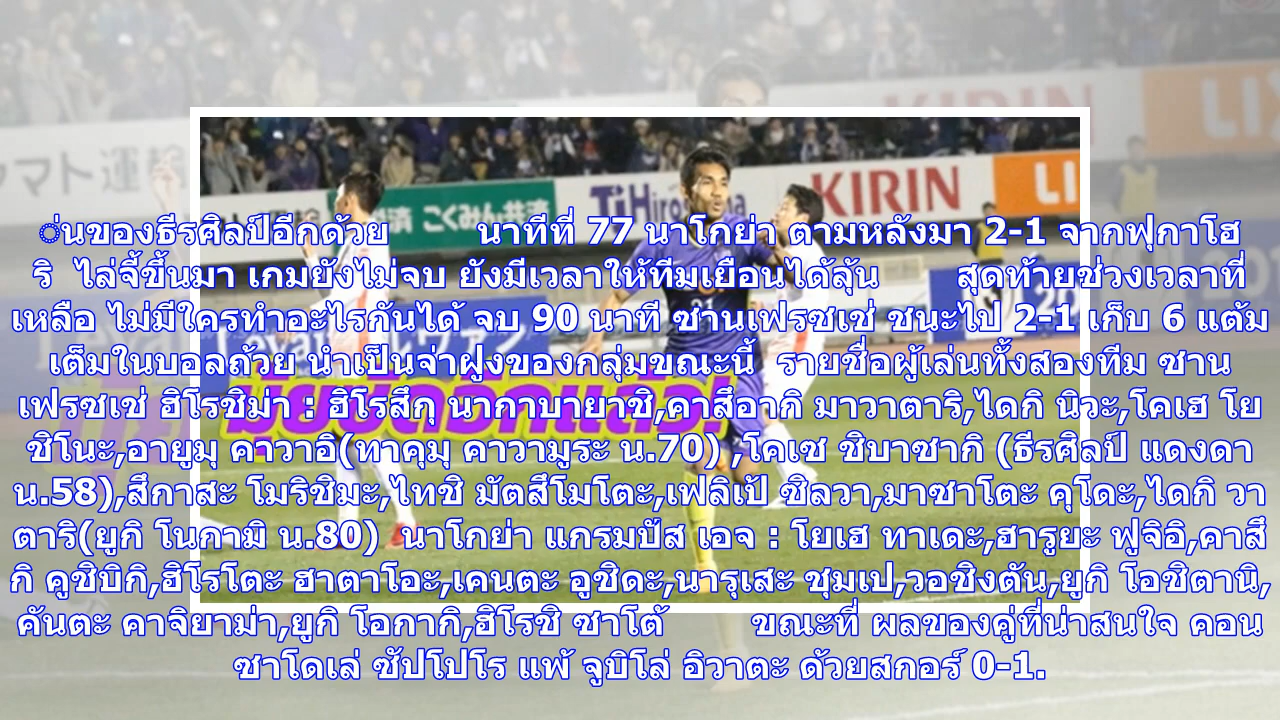 ่นของธีรศิลป์อีกด้วย นาทีที่ 77 นาโกย่า ตามหลังมา 2-1 จากฟุกาโฮ
ริ ไล่จี้ขึ้นมา เกมยังไม่จบ ยังมีเวลาให้ทีมเยือนได้ลุ้น สุดท้ายช่วงเวลาที่
เหลือ ไม่มีใครทำอะไรกันได้ จบ 90 นาที ซานเฟรซเช่ ชนะไป 2-1 เก็บ 6 แต้ม
เต็มในบอลถ้วย นำเป็นจ่าฝูงของกลุ่มขณะนี้ รายชื่อผู้เล่นทั้งสองทีม ซาน
เฟรซเช่ ฮิโรชิม่า : ฮิโรสึกุ นากาบายาชิ,คาสึอากิ มาวาตาริ,ไดกิ นิวะ,โคเฮ โย
ชิโนะ,อายูมุ คาวาอิ(ทาคุมุ คาวามูระ น.70) ,โคเซ ชิบาซากิ (ธีรศิลป์ แดงดา
น.58),สึกาสะ โมริชิมะ,ไทชิ มัตสึโมโตะ,เฟลิเป้ ซิลวา,มาซาโตะ คุโดะ,ไดกิ วา
ตาริ(ยูกิ โนกามิ น.80) นาโกย่า แกรมปัส เอจ : โยเฮ ทาเดะ,ฮารูยะ ฟูจิอิ,คาสึ
กิ คูชิบิกิ,ฮิโรโตะ ฮาตาโอะ,เคนตะ อูชิดะ,นารุเสะ ชุมเป,วอชิงตัน,ยูกิ โอชิตานิ,
คันตะ คาจิยาม่า,ยูกิ โอกากิ,ฮิโรชิ ซาโต้ ขณะที่ ผลของคู่ที่น่าสนใจ คอน
ซาโดเล่ ซัปโปโร แพ้ จูบิโล่ อิวาตะ ด้วยสกอร์ 0-1.
ヤマト運輸
こくみん共済
KIRIN